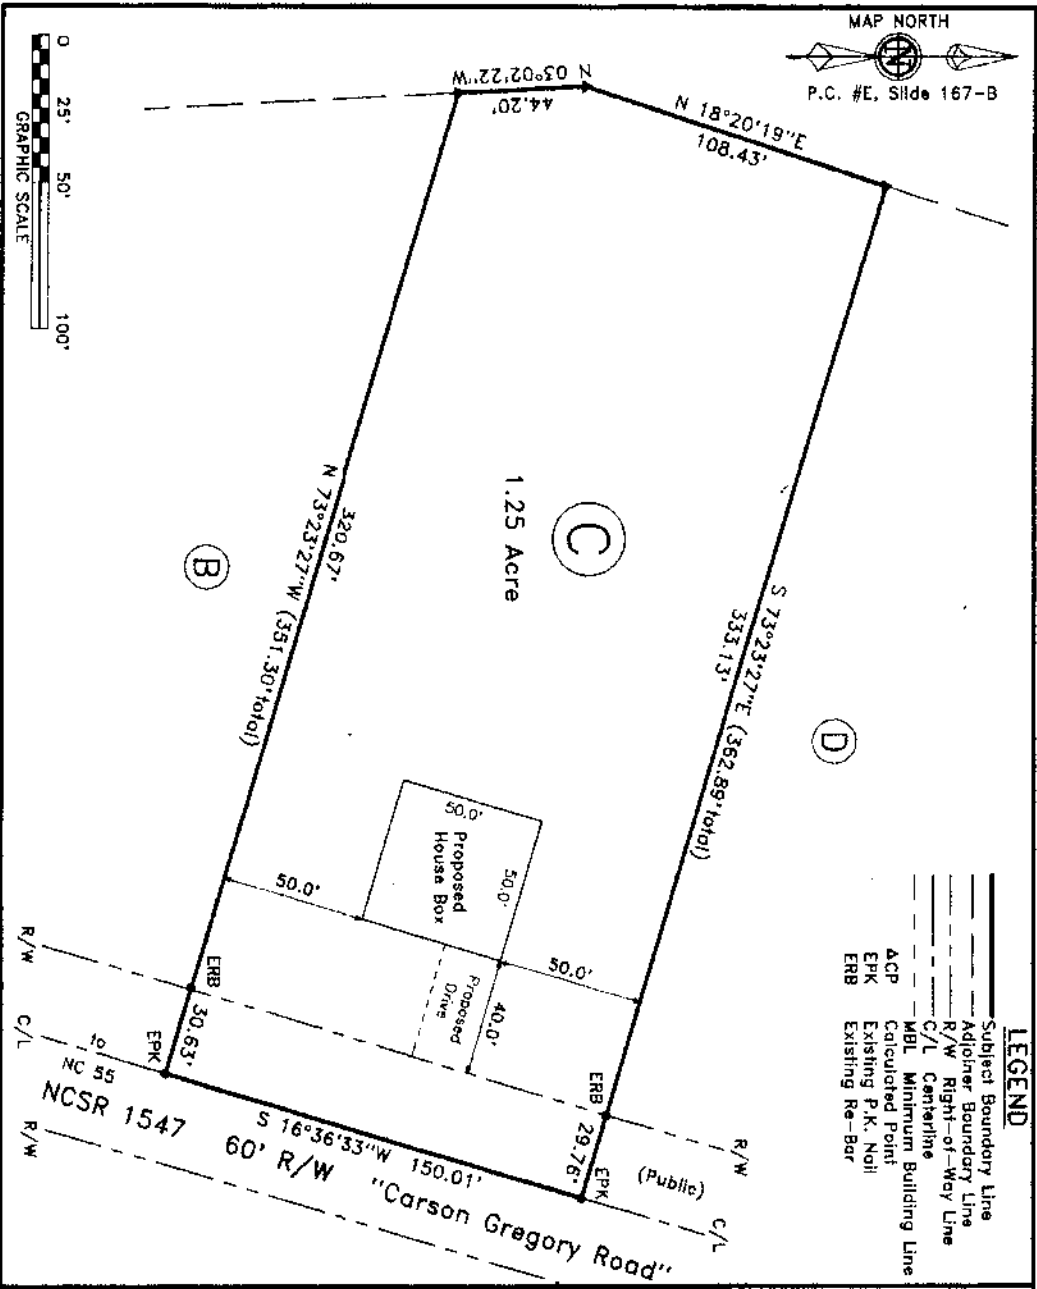 MAP NORTH
N
P.C. #E, Slide 167-B
0 25' 50' 100'
GRAPHIC SCALE
N 03°02'22"W
44.20'
N 18°20'19"E
108.43'
S 73°23'27"E (362.89' total)
333.13'
C
1.25 Acre
D
320.67'
N 73°23'27"W (351.30' total)
B
50.0'
Proposed
House Box
50.0'
50.0'
50.0'
Proposed
Drive
40.0'
ERB
30.63'
EPK
ERB
29.76'
EPK
S 16°36'33"W 150.01'
R/W
C/L
R/W
to
NC 55
NCSR 1547 60' R/W "Carson Gregory Road"
(Public)
R/W
C/L
LEGEND
Subject Boundary Line
Adjoiner Boundary Line
R/W Right-of-Way Line
C/L Centerline
MBL Minimum Building Line
∆CP Calculated Point
EPK Existing P.K. Nail
ERB Existing Re-Bar